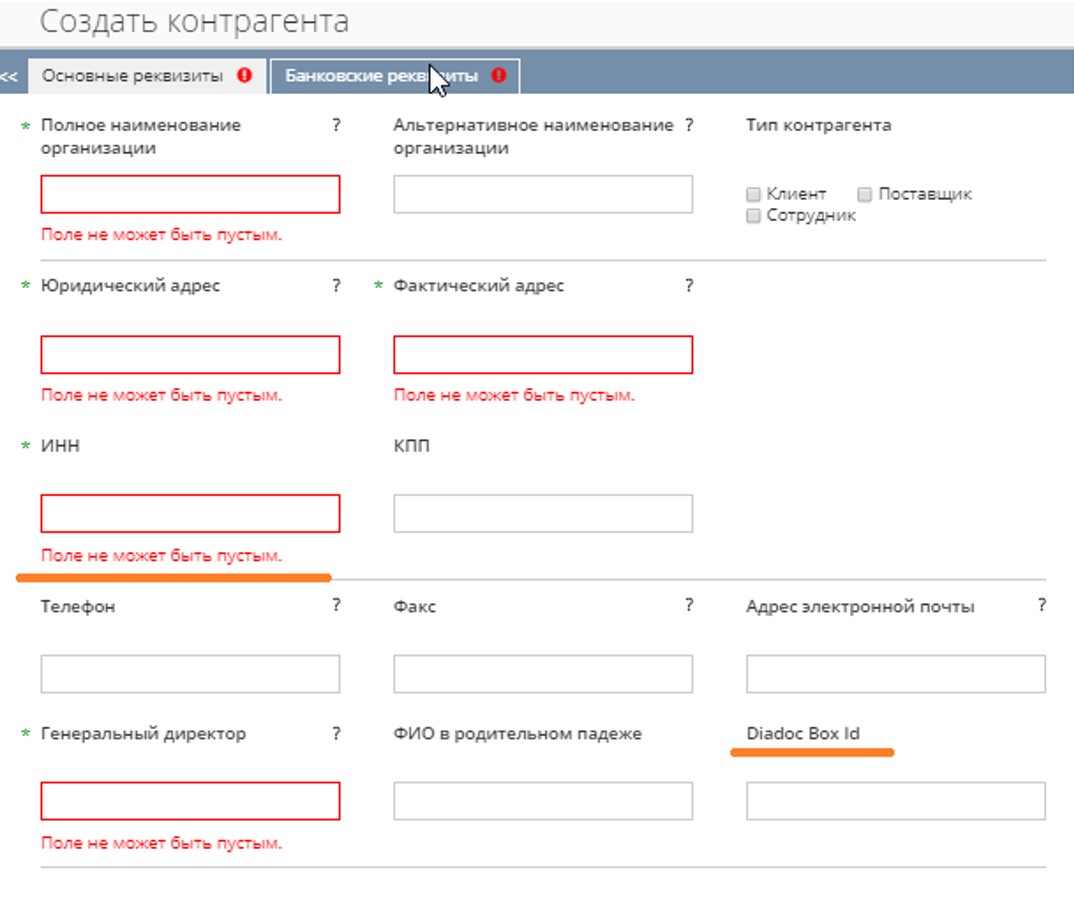 Создать контрагента
<< Основные реквизиты Банковские реквизиты
* Полное наименование ? Альтернативное наименование ? Тип контрагента
организации организации
Клиент Поставщик
Сотрудник
Поле не может быть пустым.
* Юридический адрес ? * Фактический адрес ?
Поле не может быть пустым. Поле не может быть пустым.
* ИНН КПП
Поле не может быть пустым.
Телефон ? Факс ? Адрес электронной почты ?
* Генеральный директор ? ФИО в родительном падеже Diadoc Box Id
Поле не может быть пустым.